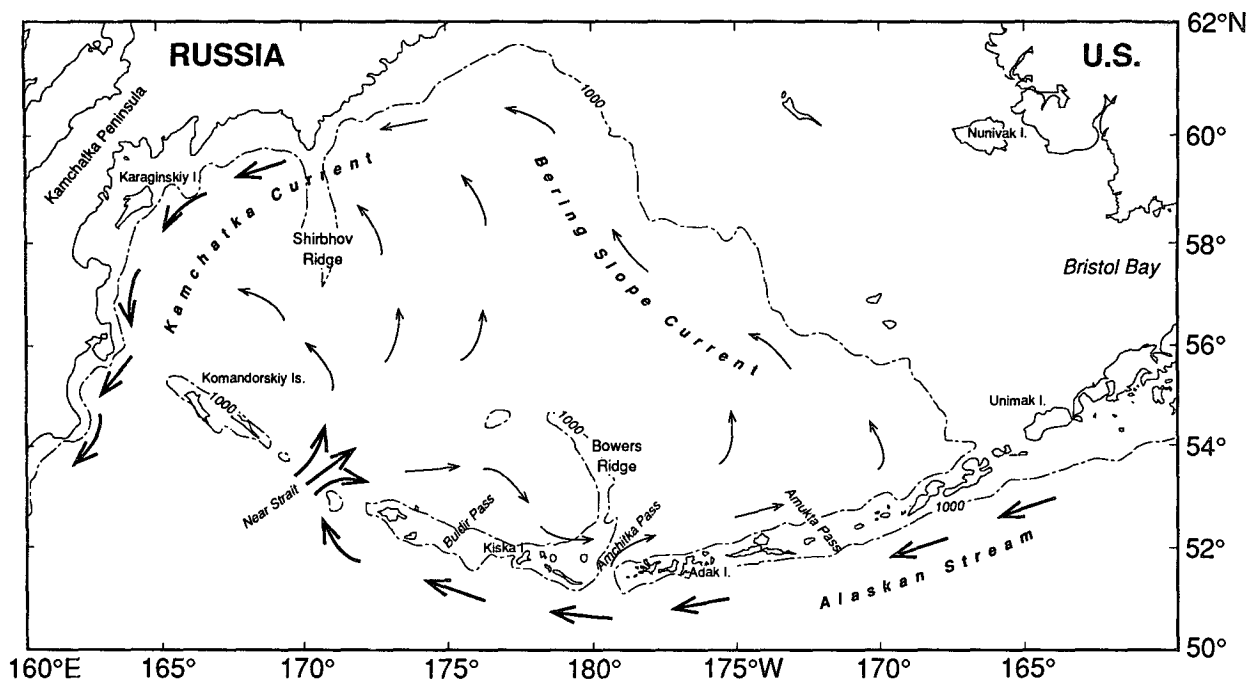 62°N
RUSSIA
U.S.
1000
Kamchatka Peninsula
Nunivak I.
60°
Karaginskiy I.
Kamchatka Current
Bering Slope Current
Shirbhov
Ridge
58°
Bristol Bay
56°
Komandorskiy Is.
1000
Unimak I.
1000
Bowers
Ridge
54°
Near Strait
Buldir Pass
Kiska I.
Amchitka Pass
Amukta Pass
1000
Adak I.
52°
Alaskan Stream
50°
160°E
165°
170°
175°
180°
175°W
170°
165°